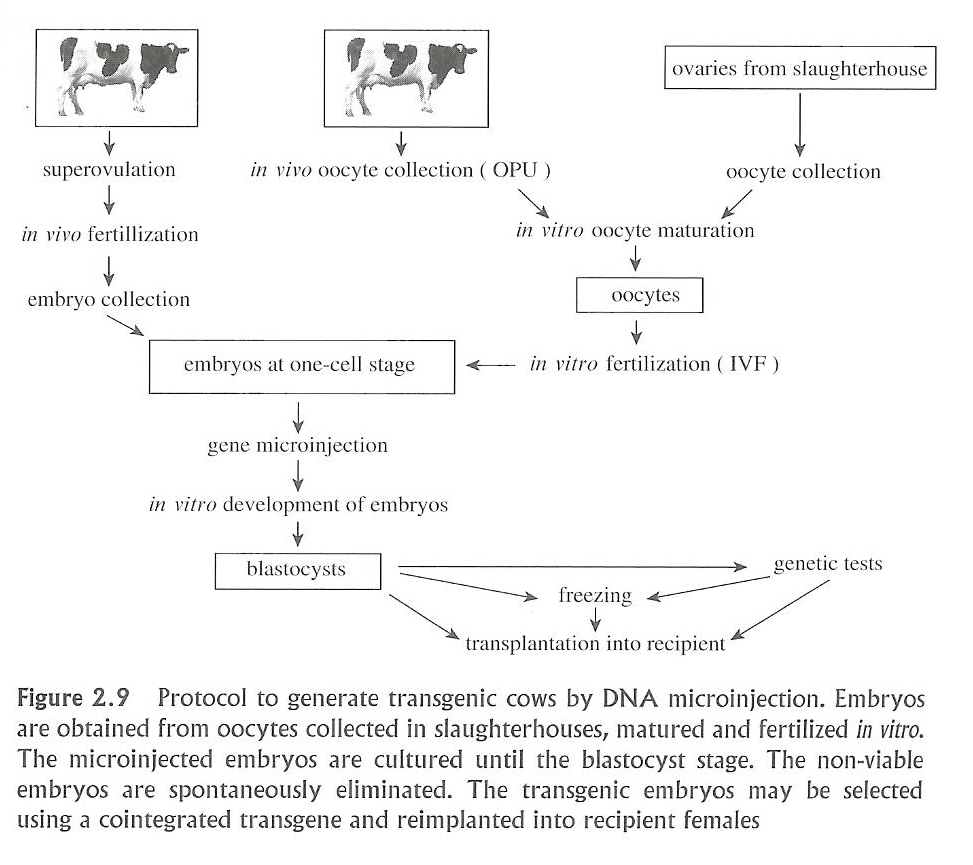 ovaries from slaughterhouse
superovulation
in vivo oocyte collection ( OPU )
oocyte collection
in vivo fertillization
in vitro oocyte maturation
embryo collection
oocytes
embryos at one-cell stage
in vitro fertilization ( IVF )
gene microinjection
in vitro development of embryos
blastocysts
genetic tests
freezing
transplantation into recipient
Figure 2.9 Protocol to generate transgenic cows by DNA microinjection. Embryos
are obtained from oocytes collected in slaughterhouses, matured and fertilized in vitro.
The microinjected embryos are cultured until the blastocyst stage. The non-viable
embryos are spontaneously eliminated. The transgenic embryos may be selected
using a cointegrated transgene and reimplanted into recipient females